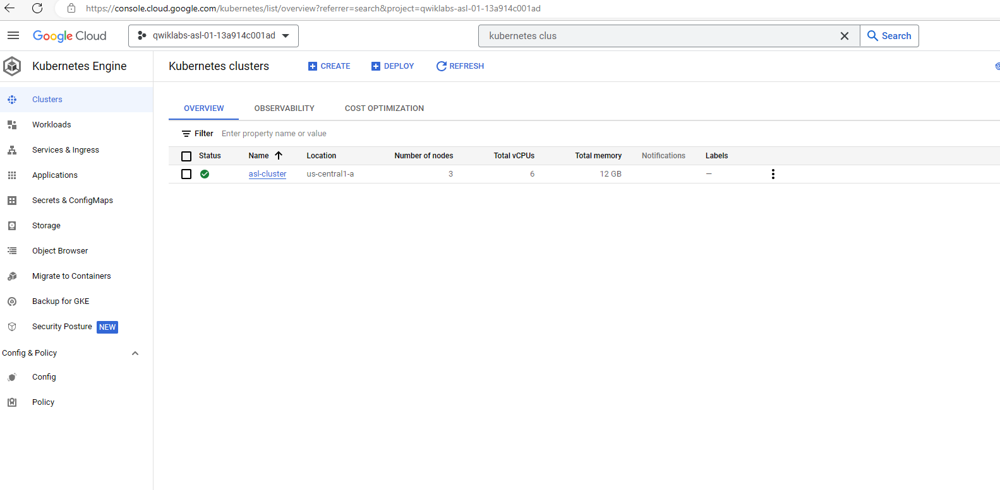 https://console.cloud.google.com/kubernetes/list/overview?referrer=search&project=qwiklabs-asl-01-13a914c001ad
Google Cloud qwiklabs-asl-01-13a914c001ad kubernetes clus Search
Kubernetes Engine
Kubernetes clusters CREATE DEPLOY REFRESH
Clusters
Workloads
Services & Ingress
Applications
Secrets & ConfigMaps
Storage
Object Browser
Migrate to Containers
Backup for GKE
Security Posture NEW
Config & Policy
Config
Policy
OVERVIEW OBSERVABILITY COST OPTIMIZATION
Filter Enter property name or value
Status Name Location Number of nodes Total vCPUs Total memory Notifications Labels
asl-cluster us-central1-a 3 6 12 GB —